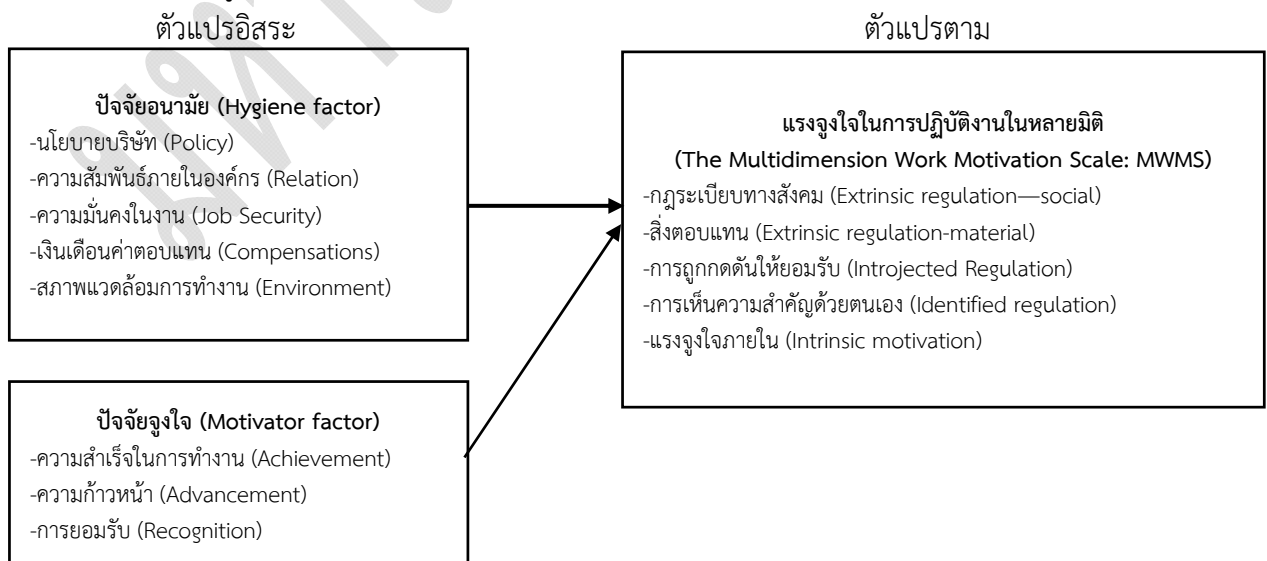 ตัวแปรอิสระ
ปัจจัยอนามัย (Hygiene factor)
-นโยบายบริษัท (Policy)
-ความสัมพันธ์ภายในองค์กร (Relation)
-ความมั่นคงในงาน (Job Security)
-เงินเดือนค่าตอบแทน (Compensations)
-สภาพแวดล้อมการทำงาน (Environment)
ปัจจัยจูงใจ (Motivator factor)
-ความสำเร็จในการทำงาน (Achievement)
-ความก้าวหน้า (Advancement)
-การยอมรับ (Recognition)
ตัวแปรตาม
แรงจูงใจในการปฏิบัติงานในหลายมิติ
(The Multidimension Work Motivation Scale: MWMS)
-กฎระเบียบทางสังคม (Extrinsic regulation—social)
-สิ่งตอบแทน (Extrinsic regulation-material)
-การถูกกดดันให้ยอมรับ (Introjected Regulation)
-การเห็นความสำคัญด้วยตนเอง (Identified regulation)
-แรงจูงใจภายใน (Intrinsic motivation)